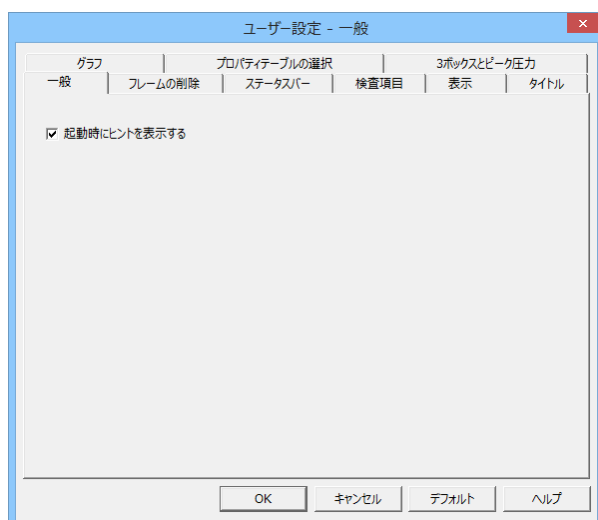 ユーザー設定 - 一般
グラフ プロパティテーブルの選択 3ボックスとピーク圧力
一般 フレームの削除 ステータスバー 検査項目 表示 タイトル
起動時にヒントを表示する
OK キャンセル デフォルト ヘルプ